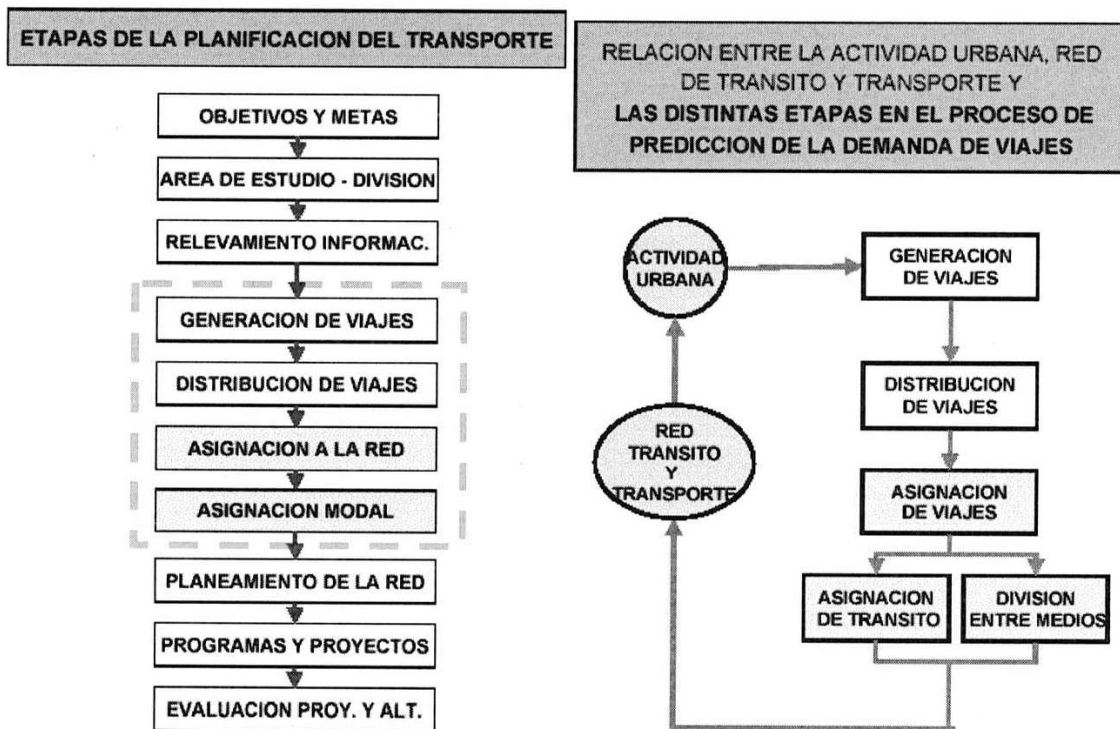 ETAPAS DE LA PLANIFICACION DEL TRANSPORTE
OBJETIVOS Y METAS
AREA DE ESTUDIO - DIVISION
RELEVAMIENTO INFORMAC.
GENERACION DE VIAJES
DISTRIBUCION DE VIAJES
ASIGNACION A LA RED
ASIGNACION MODAL
PLANEAMIENTO DE LA RED
PROGRAMAS Y PROYECTOS
EVALUACION PROY. Y ALT.
RELACION ENTRE LA ACTIVIDAD URBANA, RED
DE TRANSITO Y TRANSPORTE Y
LAS DISTINTAS ETAPAS EN EL PROCESO DE
PREDICCION DE LA DEMANDA DE VIAJES
ACTIVIDAD
URBANA
GENERACION
DE VIAJES
DISTRIBUCION
DE VIAJES
RED
TRANSITO
Y
TRANSPORTE
ASIGNACION
DE VIAJES
ASIGNACION
DE TRANSITO
DIVISION
ENTRE MEDIOS